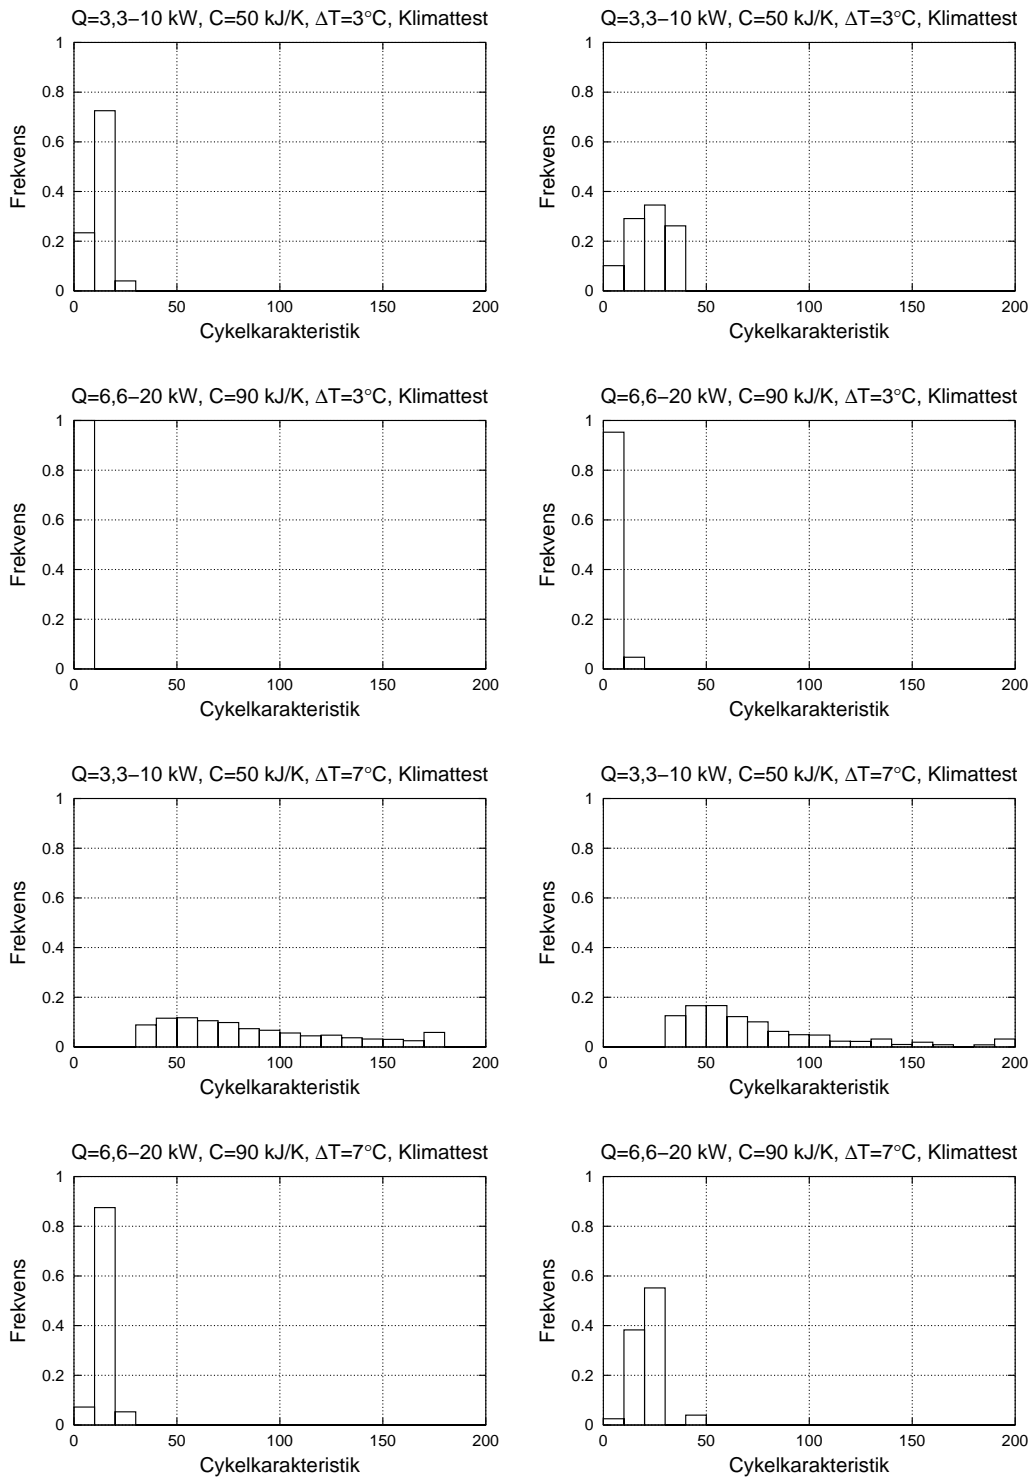 Q=3,3−10 kW, C=50 kJ/K, ΔT=3°C, Klimattest
1
0.8
0.6
0.4
0.2
0
Frekvens
0 50 100 150 200
Cykelkarakteristik
Q=3,3−10 kW, C=50 kJ/K, ΔT=3°C, Klimattest
1
0.8
0.6
0.4
0.2
0
Frekvens
0 50 100 150 200
Cykelkarakteristik
Q=6,6−20 kW, C=90 kJ/K, ΔT=3°C, Klimattest
1
0.8
0.6
0.4
0.2
0
Frekvens
0 50 100 150 200
Cykelkarakteristik
Q=6,6−20 kW, C=90 kJ/K, ΔT=3°C, Klimattest
1
0.8
0.6
0.4
0.2
0
Frekvens
0 50 100 150 200
Cykelkarakteristik
Q=3,3−10 kW, C=50 kJ/K, ΔT=7°C, Klimattest
1
0.8
0.6
0.4
0.2
0
Frekvens
0 50 100 150 200
Cykelkarakteristik
Q=3,3−10 kW, C=50 kJ/K, ΔT=7°C, Klimattest
1
0.8
0.6
0.4
0.2
0
Frekvens
0 50 100 150 200
Cykelkarakteristik
Q=6,6−20 kW, C=90 kJ/K, ΔT=7°C, Klimattest
1
0.8
0.6
0.4
0.2
0
Frekvens
0 50 100 150 200
Cykelkarakteristik
Q=6,6−20 kW, C=90 kJ/K, ΔT=7°C, Klimattest
1
0.8
0.6
0.4
0.2
0
Frekvens
0 50 100 150 200
Cykelkarakteristik